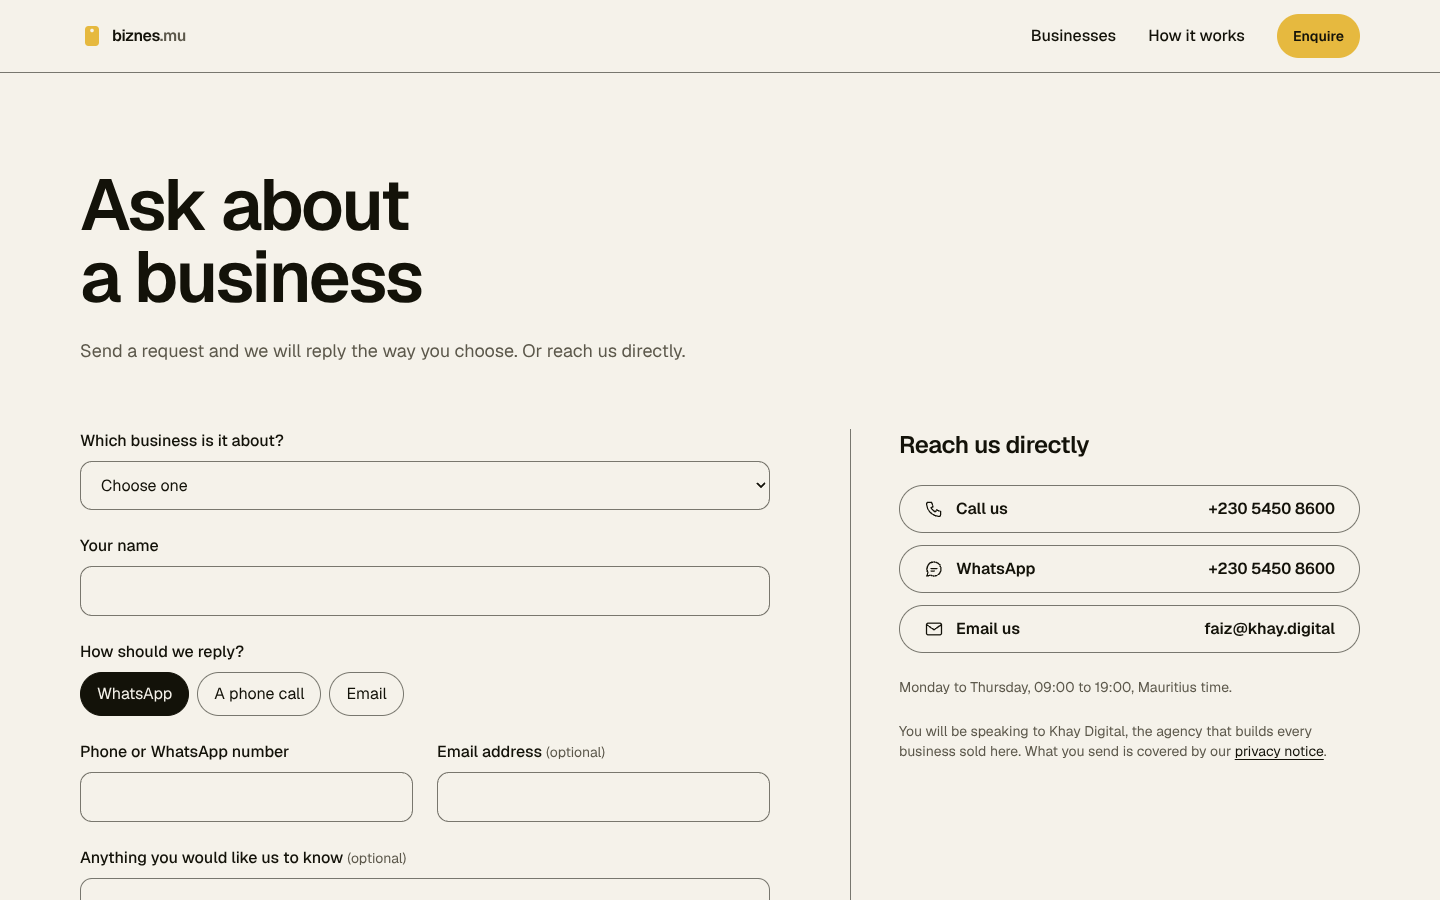 biznes.mu
Businesses
How it works
Enquire
Ask about
a business
Send a request and we will reply the way you choose. Or reach us directly.
Which business is it about?
Choose one
Your name
How should we reply?
WhatsApp
A phone call
Email
Phone or WhatsApp number
Email address (optional)
Anything you would like us to know (optional)
Reach us directly
Call us
+230 5450 8600
WhatsApp
+230 5450 8600
Email us
faiz@khay.digital
Monday to Thursday, 09:00 to 19:00, Mauritius time.
You will be speaking to Khay Digital, the agency that builds every
business sold here. What you send is covered by our privacy notice.